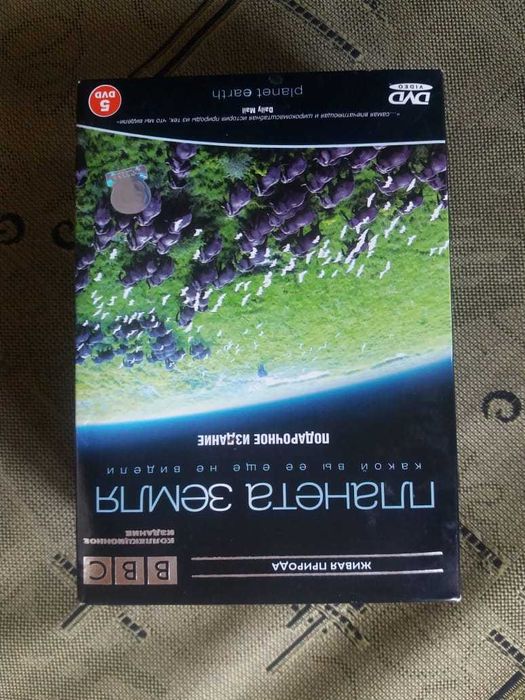 BBC
КОЛЛЕКЦИОННОЕ
ИЗДАНИЕ
ЖИВАЯ ПРИРОДА
планета земля
какой вы ее еще не видели
ПОДАРОЧНОЕ ИЗДАНИЕ
"...самая впечатляющая и широкомасштабная история природы из тех, что мы видели"
Daily Mail
planet earth
DVD
VIDEO
5
DVD